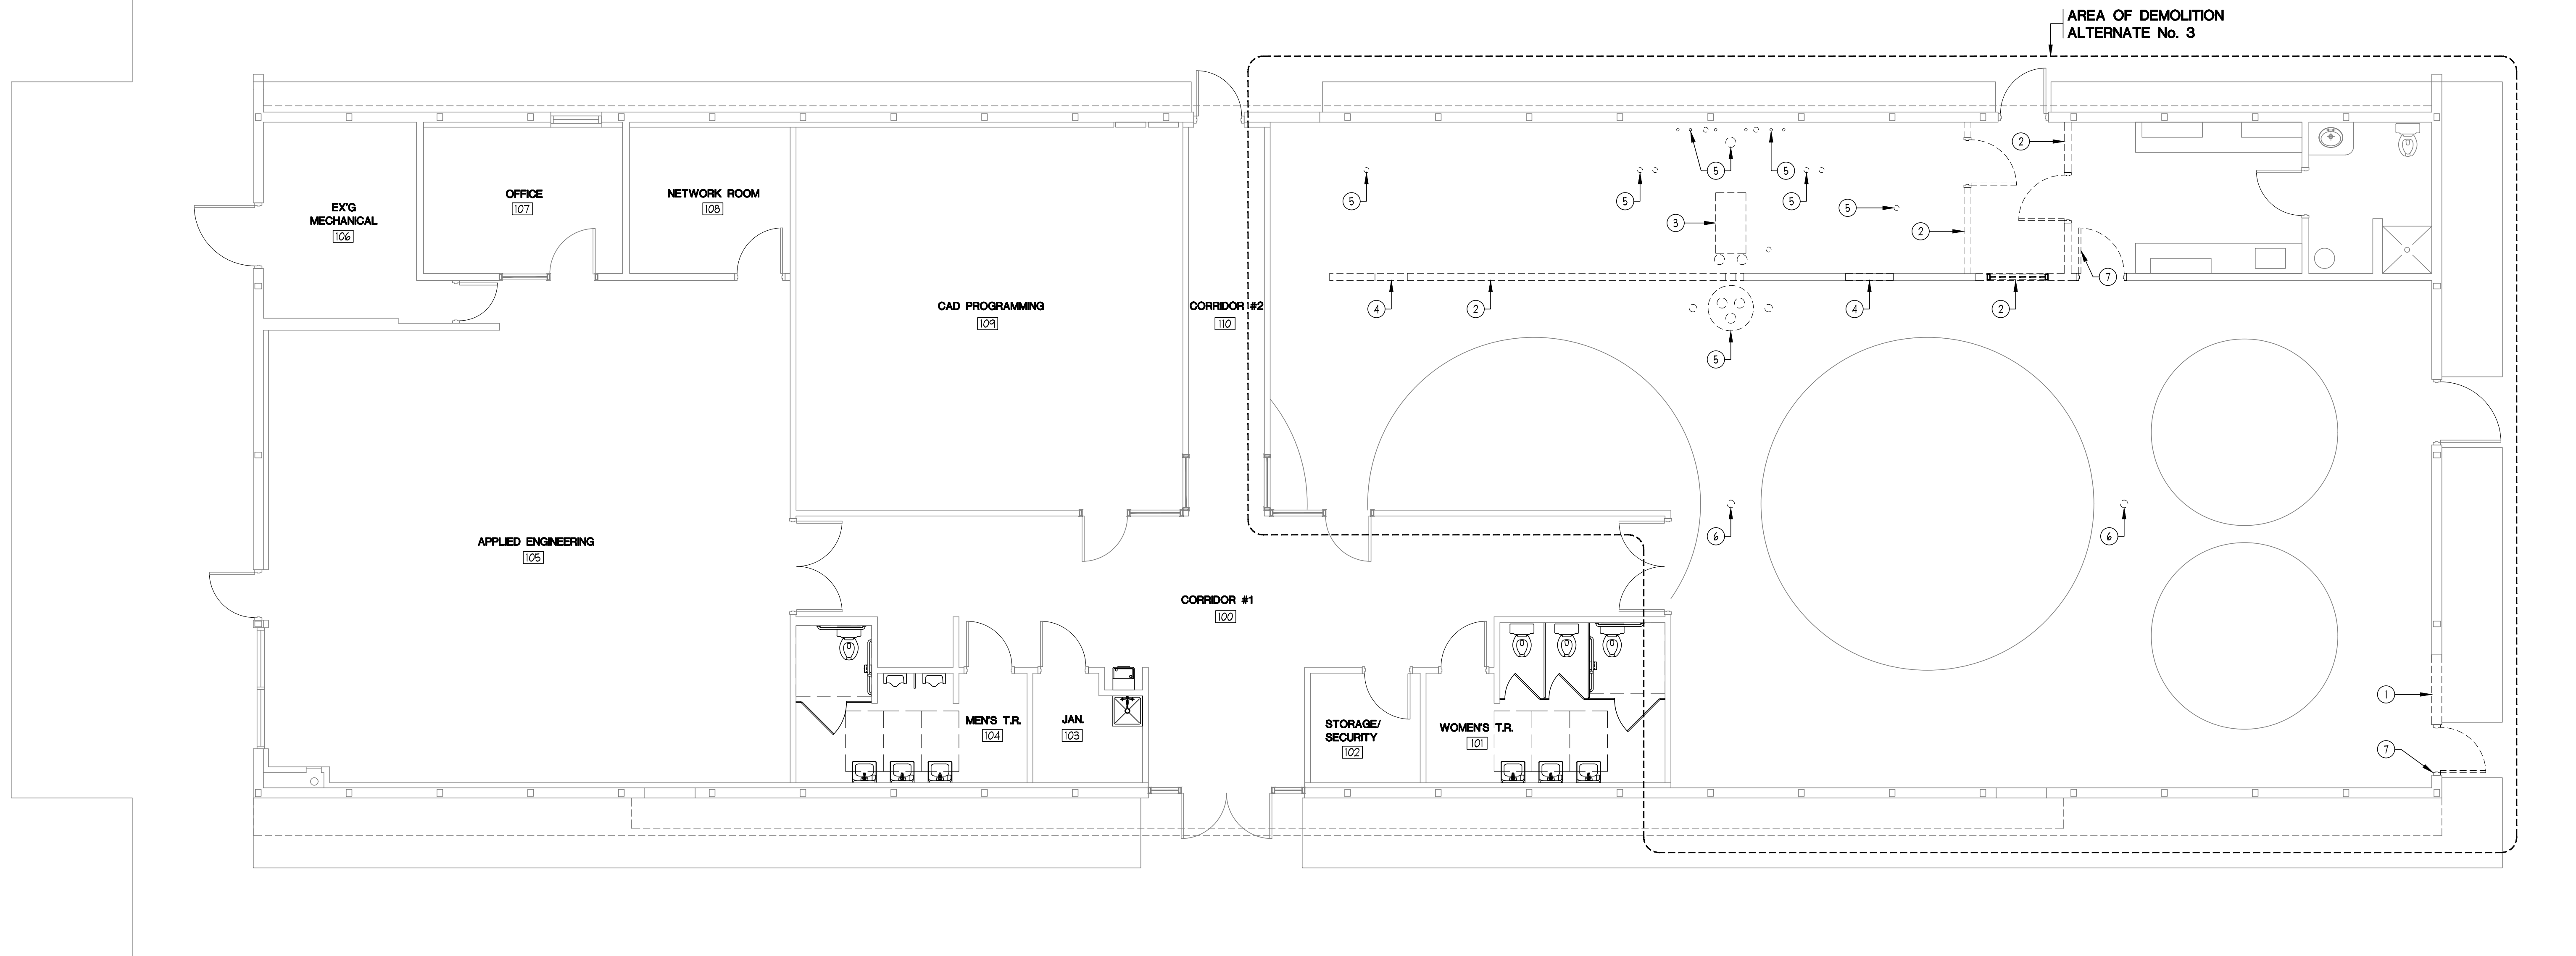 AREA OF DEMOLITION
ALTERNATE No. 3
2
5
5
OFFICE
107
NETWORK ROOM
108
EX'G
MECHANICAL
106
5
5
5
5
3
2
7
CAD PROGRAMMING
109
CORRIDOR #2
110
4
2
4
2
5
6
6
APPLIED ENGINEERING
105
CORRIDOR #1
100
1
MEN'S T.R.
104
JAN.
103
STORAGE/
SECURITY
102
WOMEN'S T.R.
101
7